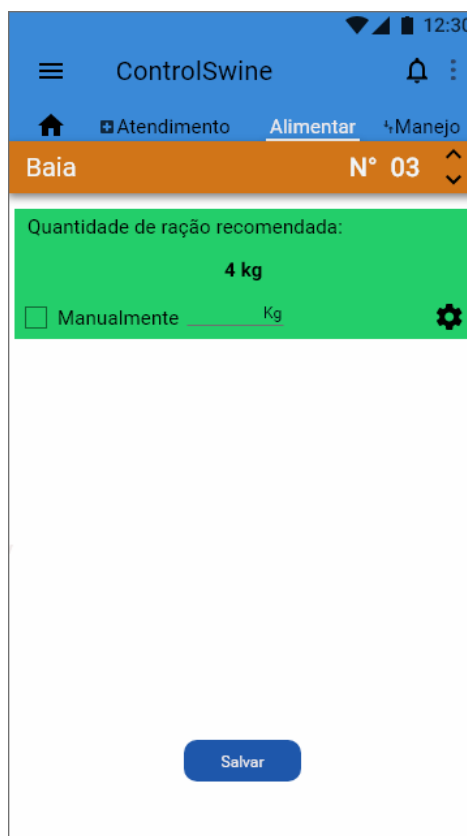 12:30
ControlSwine
Atendimento Alimentar Manejo
Baia N° 03
Quantidade de ração recomendada:
4 kg
Manualmente Kg
Salvar